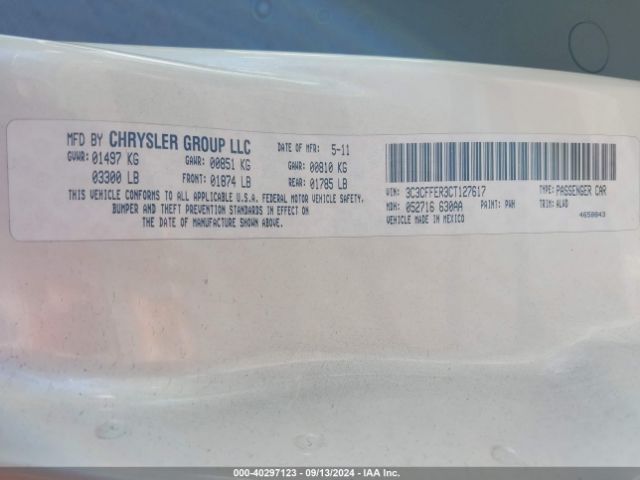 MFD BY CHRYSLER GROUP LLC DATE OF MFR: 5-11
GVWR: 01497 KG GAWR: 00851 KG GAWR: 00810 KG
03300 LB FRONT: 01874 LB REAR: 01785 LB
THIS VEHICLE CONFORMS TO ALL APPLICABLE U.S.A. FEDERAL MOTOR VEHICLE SAFETY,
BUMPER AND THEFT PREVENTION STANDARDS IN EFFECT ON
THE DATE OF MANUFACTURE SHOWN ABOVE.
VIN: 3C3CFFER3CT127617 TYPE: PASSENGER CAR
MDH: 052716 630AA PAINT: PWH TRIM: ALAD
VEHICLE MADE IN MEXICO 4658843
000-40297123 - 09/13/2024 - IAA Inc.